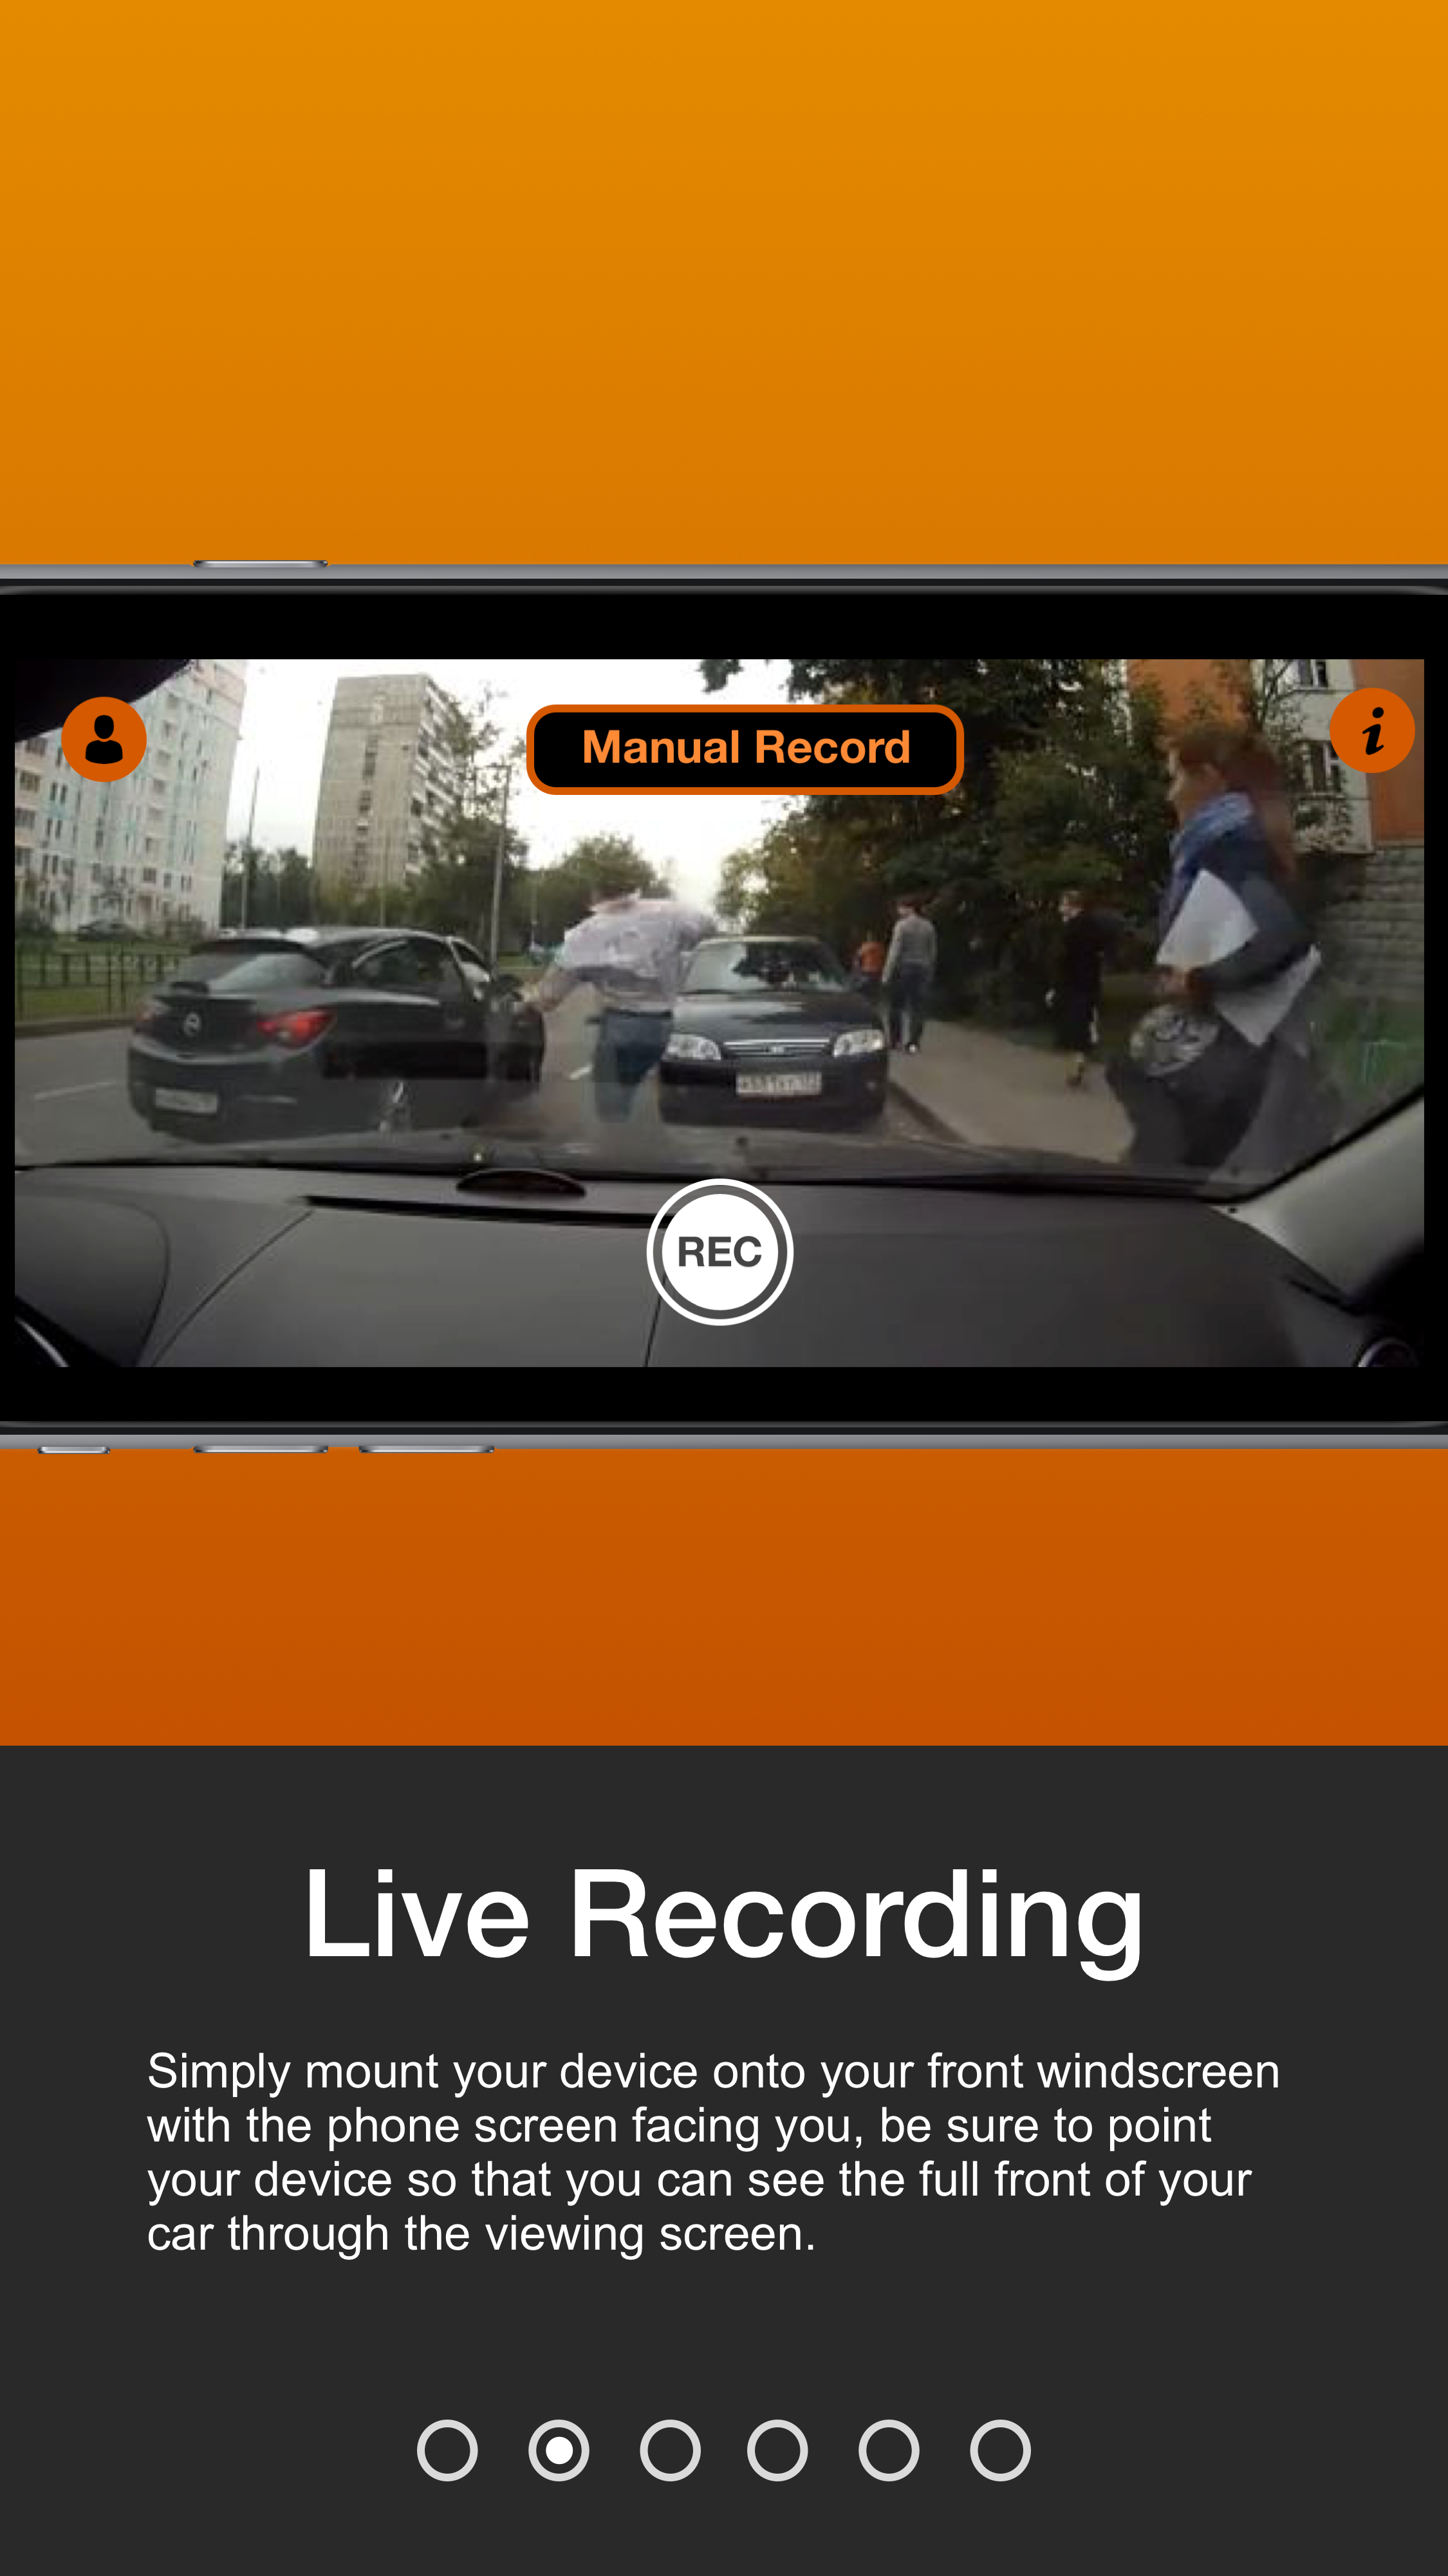 Manual Record
i
REC
Live Recording
Simply mount your device onto your front windscreen
with the phone screen facing you, be sure to point
your device so that you can see the full front of your
car through the viewing screen.